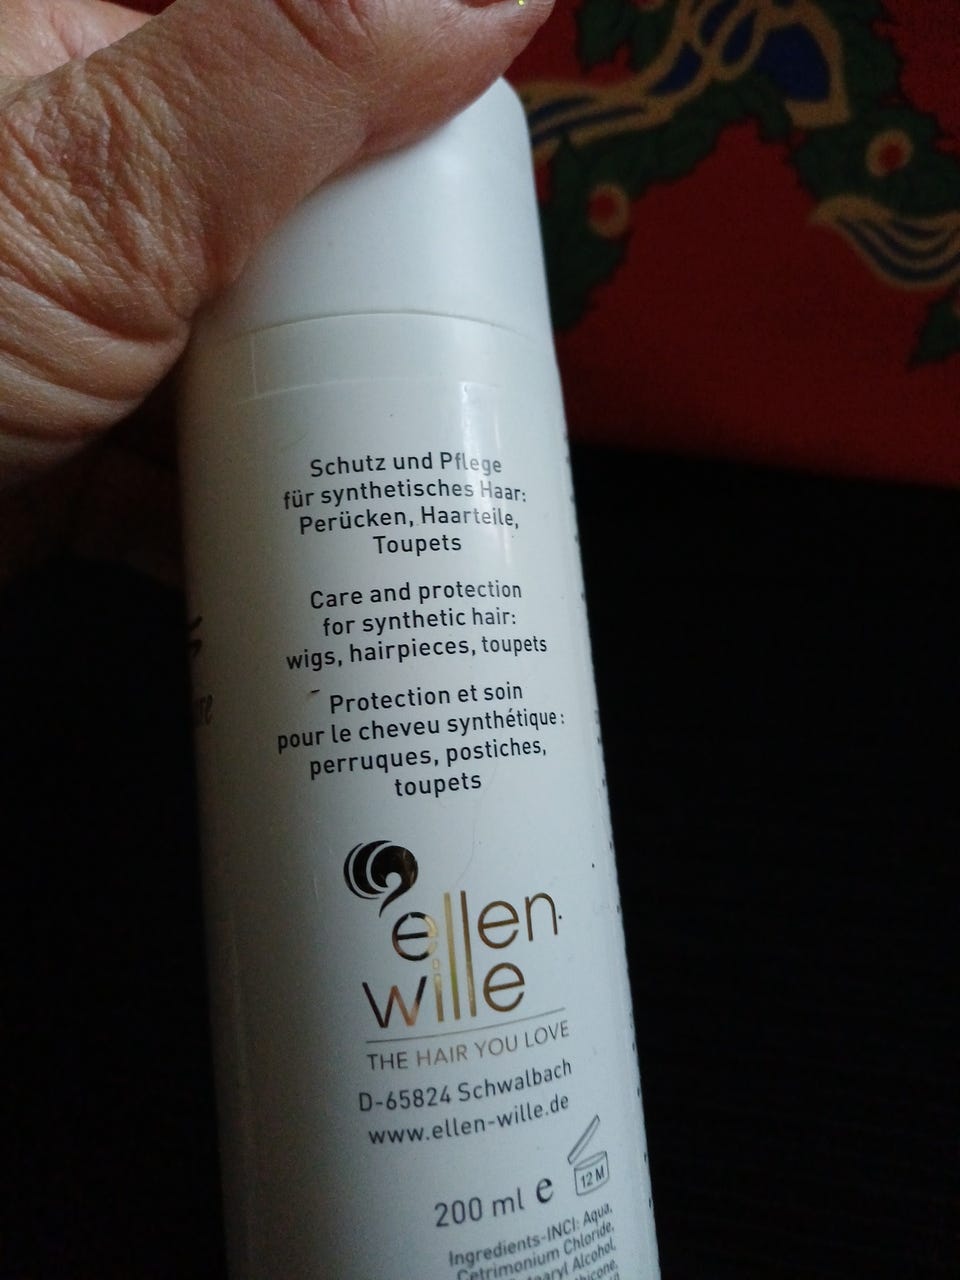 Schutz und Pflege
für synthetisches Haar:
Perücken, Haarteile,
Toupets
Care and protection
for synthetic hair:
wigs, hairpieces, toupets
Protection et soin
pour le cheveu synthétique:
perruques, postiches,
toupets
ellen
wille
THE HAIR YOU LOVE
D-65824 Schwalbach
www.ellen-wille.de
12 M
200 ml e
Ingredients-INCI: Aqua,
Cetrimonium Chloride,
Alcohol,